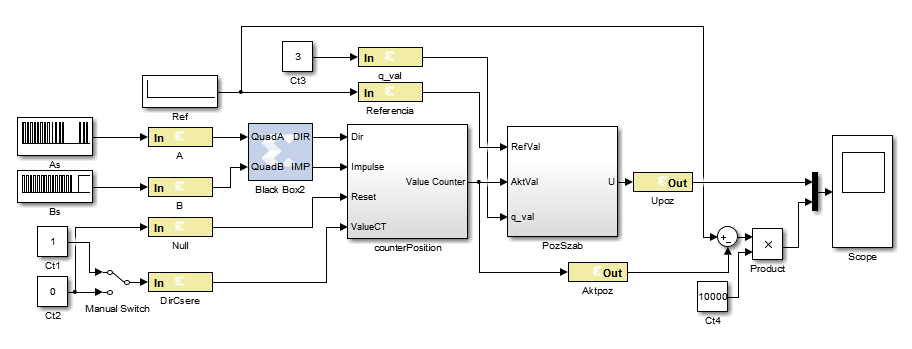 3
Ct3
In
q_val
Ref
In
Referencia
As
In
A
QuadA DIR
QuadB IMP
Black Box2
Bs
In
B
In
Null
1
Ct1
0
Ct2
Manual Switch
In
DirCsere
Dir
Impulse
Reset
ValueCT
Value Counter
counterPosition
RefVal
AktVal
q_val
U
PozSzab
Out
Upoz
Out
Aktpoz
+
-
×
Product
10000
Ct4
Scope